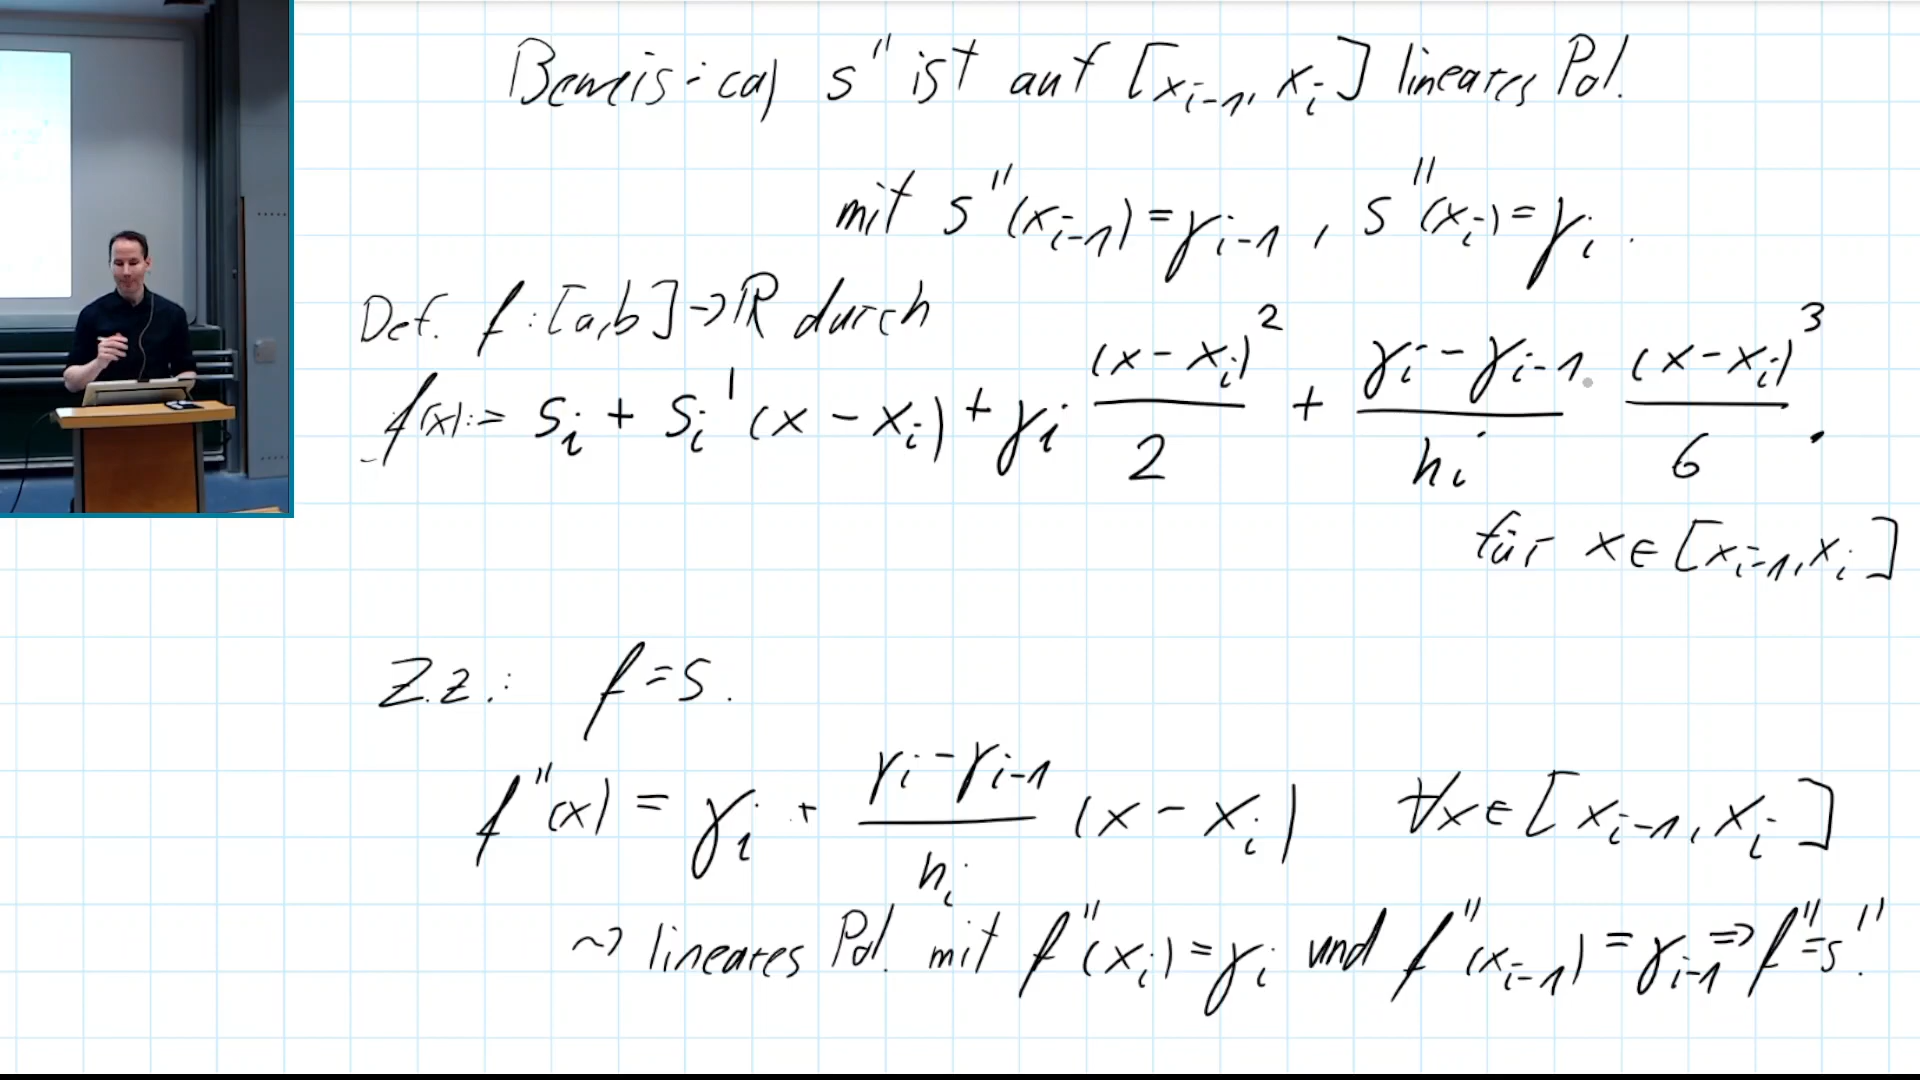 Beweis: (a) s'' ist auf [x_{i-1}, x_i] lineares Pol.
mit s''(x_{i-1}) = γ_{i-1}, s''(x_i) = γ_i.
Def. f: [a,b] → ℝ durch
f(x) := s_i + s_i' (x - x_i) + γ_i (x - x_i)^2 / 2 + (γ_i - γ_{i-1}) / h_i · (x - x_i)^3 / 6.
für x ∈ [x_{i-1}, x_i]
Z.z.: f = s.
f''(x) = γ_i + (γ_i - γ_{i-1}) / h_i (x - x_i) ∀x ∈ [x_{i-1}, x_i]
⇝ lineares Pol. mit f''(x_i) = γ_i und f''(x_{i-1}) = γ_{i-1} ⇒ f'' = s''.